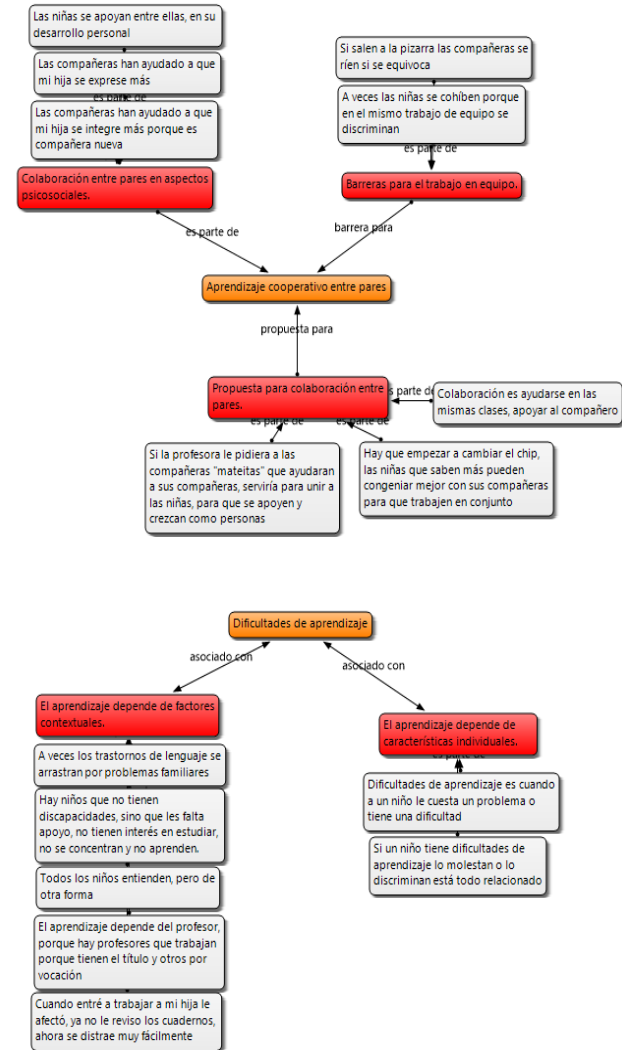 Las niñas se apoyan entre ellas, en su
desarrollo personal
Las compañeras han ayudado a que
mi hija se exprese más
es parte de
Las compañeras han ayudado a que
mi hija se integre más porque es
compañera nueva
Colaboración entre pares en aspectos
psicosociales.
Si salen a la pizarra las compañeras se
ríen si se equivoca
A veces las niñas se cohíben porque
en el mismo trabajo de equipo se
discriminan
es parte de
Barreras para el trabajo en equipo.
es parte de
barrera para
Aprendizaje cooperativo entre pares
propuesta para
Propuesta para colaboración entre
pares.
es parte de
Colaboración es ayudarse en las
mismas clases, apoyar al compañero
es parte de
es parte de
Si la profesora le pidiera a las
compañeras "mateitas" que ayudaran
a sus compañeras, serviría para unir a
las niñas, para que se apoyen y
crezcan como personas
Hay que empezar a cambiar el chip,
las niñas que saben más pueden
congeniar mejor con sus compañeras
para que trabajen en conjunto
Dificultades de aprendizaje
asociado con
asociado con
El aprendizaje depende de factores
contextuales.
A veces los trastornos de lenguaje se
arrastran por problemas familiares
Hay niños que no tienen
discapacidades, sino que les falta
apoyo, no tienen interés en estudiar,
no se concentran y no aprenden.
Todos los niños entienden, pero de
otra forma
El aprendizaje depende del profesor,
porque hay profesores que trabajan
porque tienen el título y otros por
vocación
Cuando entré a trabajar a mi hija le
afectó, ya no le reviso los cuadernos,
ahora se distrae muy fácilmente
El aprendizaje depende de
características individuales.
es parte de
Dificultades de aprendizaje es cuando
a un niño le cuesta un problema o
tiene una dificultad
Si un niño tiene dificultades de
aprendizaje lo molestan o lo
discriminan está todo relacionado